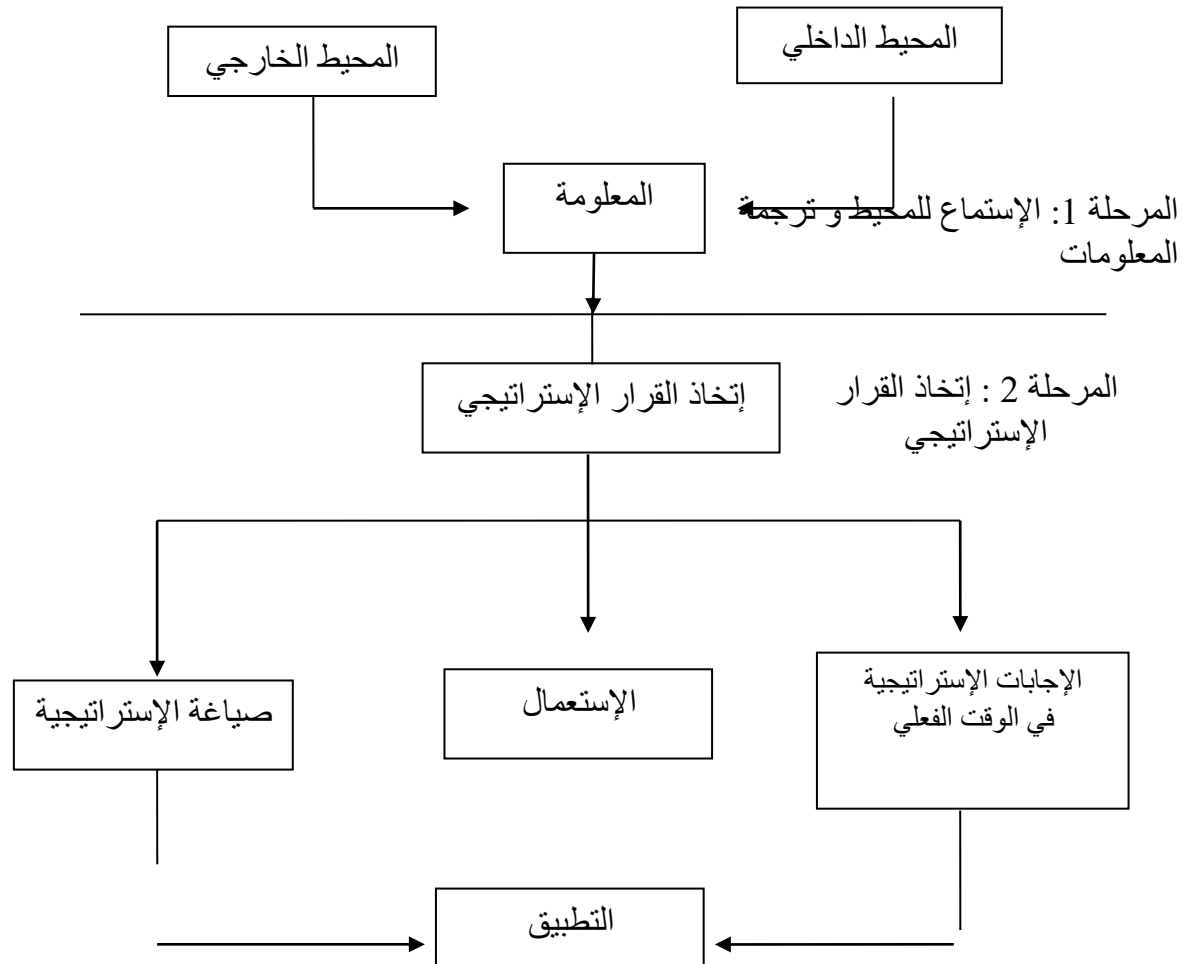 المحيط الداخلي
المحيط الخارجي
المعلومة
المرحلة 1: الإستماع للمحيط و ترجمة
المعلومات
إتخاذ القرار الإستراتيجي
المرحلة 2 : إتخاذ القرار
الإستراتيجي
الإجابات الإستراتيجية
في الوقت الفعلي
الإستعمال
صياغة الإستراتيجية
التطبيق